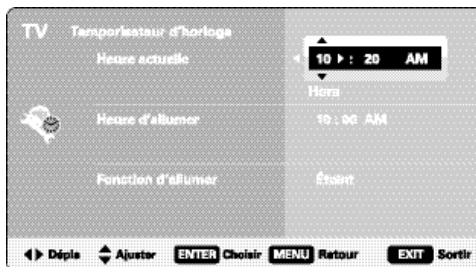 TV Temporisateur d'horloge
Heure actuelle 10 : 20 AM
Hora
Heure d'allumer 10 : 00 AM
Fonction d'allumer Éteint
Dépla Ajuster ENTER Choisir MENU Retour EXIT Sortir